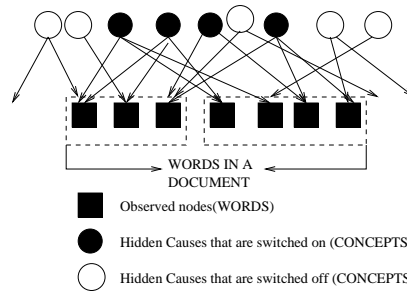 WORDS IN A
DOCUMENT
Observed nodes(WORDS)
Hidden Causes that are switched on (CONCEPTS
Hidden Causes that are switched off (CONCEPTS